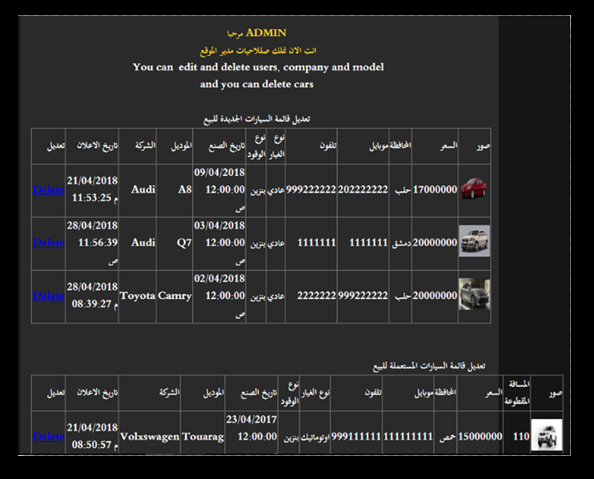 مرحبا ADMIN
انت الان تملك صلاحيات مدير الموقع
You can edit and delete users, company and model
and you can delete cars
تعديل قائمة السيارات الجديدة للبيع
صور السعر المحافظة موبايل تلفون نوع الغيار نوع الوقود تاريخ الصنع الموديل الشركة تاريخ الاعلان تعديل
17000000 حلب 202222222 999222222 عادي بنزين 09/04/2018 12:00:00 ص A8 Audi 21/04/2018 11:53:25 م Delete
20000000 دمشق 1111111 1111111 عادي بنزين 03/04/2018 12:00:00 ص Q7 Audi 28/04/2018 11:56:39 ص Delete
20000000 حلب 999222222 2222222 عادي بنزين 02/04/2018 12:00:00 ص Camry Toyota 28/04/2018 08:39:27 م Delete
تعديل قائمة السيارات المستعملة للبيع
صور المسافة المقطوعة السعر المحافظة موبايل تلفون نوع الغيار نوع الوقود تاريخ الصنع الموديل الشركة تاريخ الاعلان تعديل
110 15000000 حمص 111111111 999111111 اوتوماتيك بنزين 23/04/2017 12:00:00 Touarag Volxswagen 21/04/2018 08:50:57 م Delete